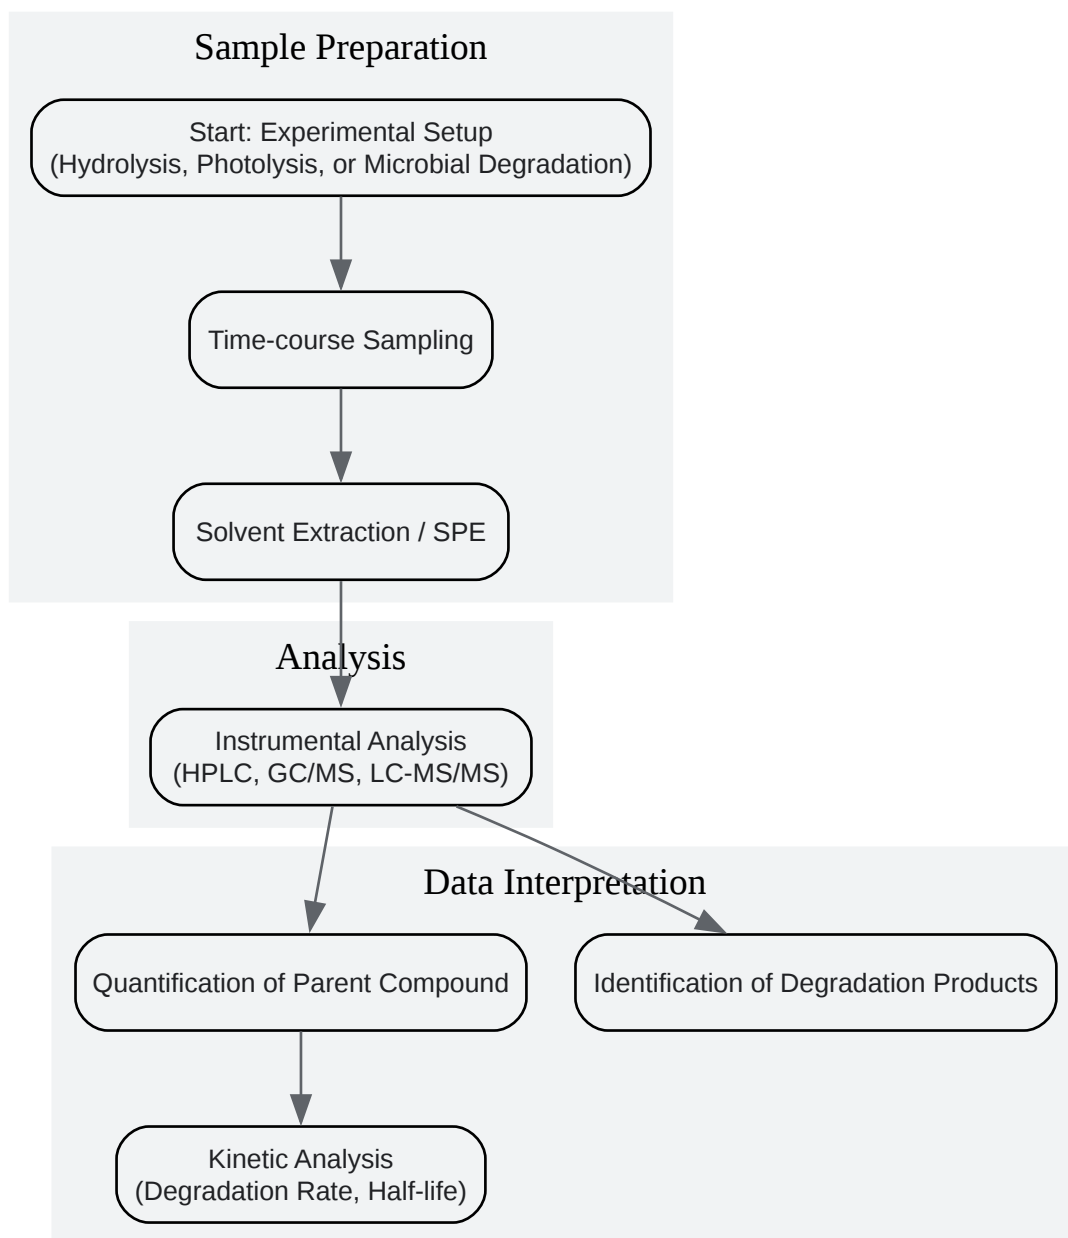 Sample Preparation
Start: Experimental Setup
(Hydrolysis, Photolysis, or Microbial Degradation)
Time-course Sampling
Solvent Extraction / SPE
Analysis
Instrumental Analysis
(HPLC, GC/MS, LC-MS/MS)
Data Interpretation
Quantification of Parent Compound
Identification of Degradation Products
Kinetic Analysis
(Degradation Rate, Half-life)